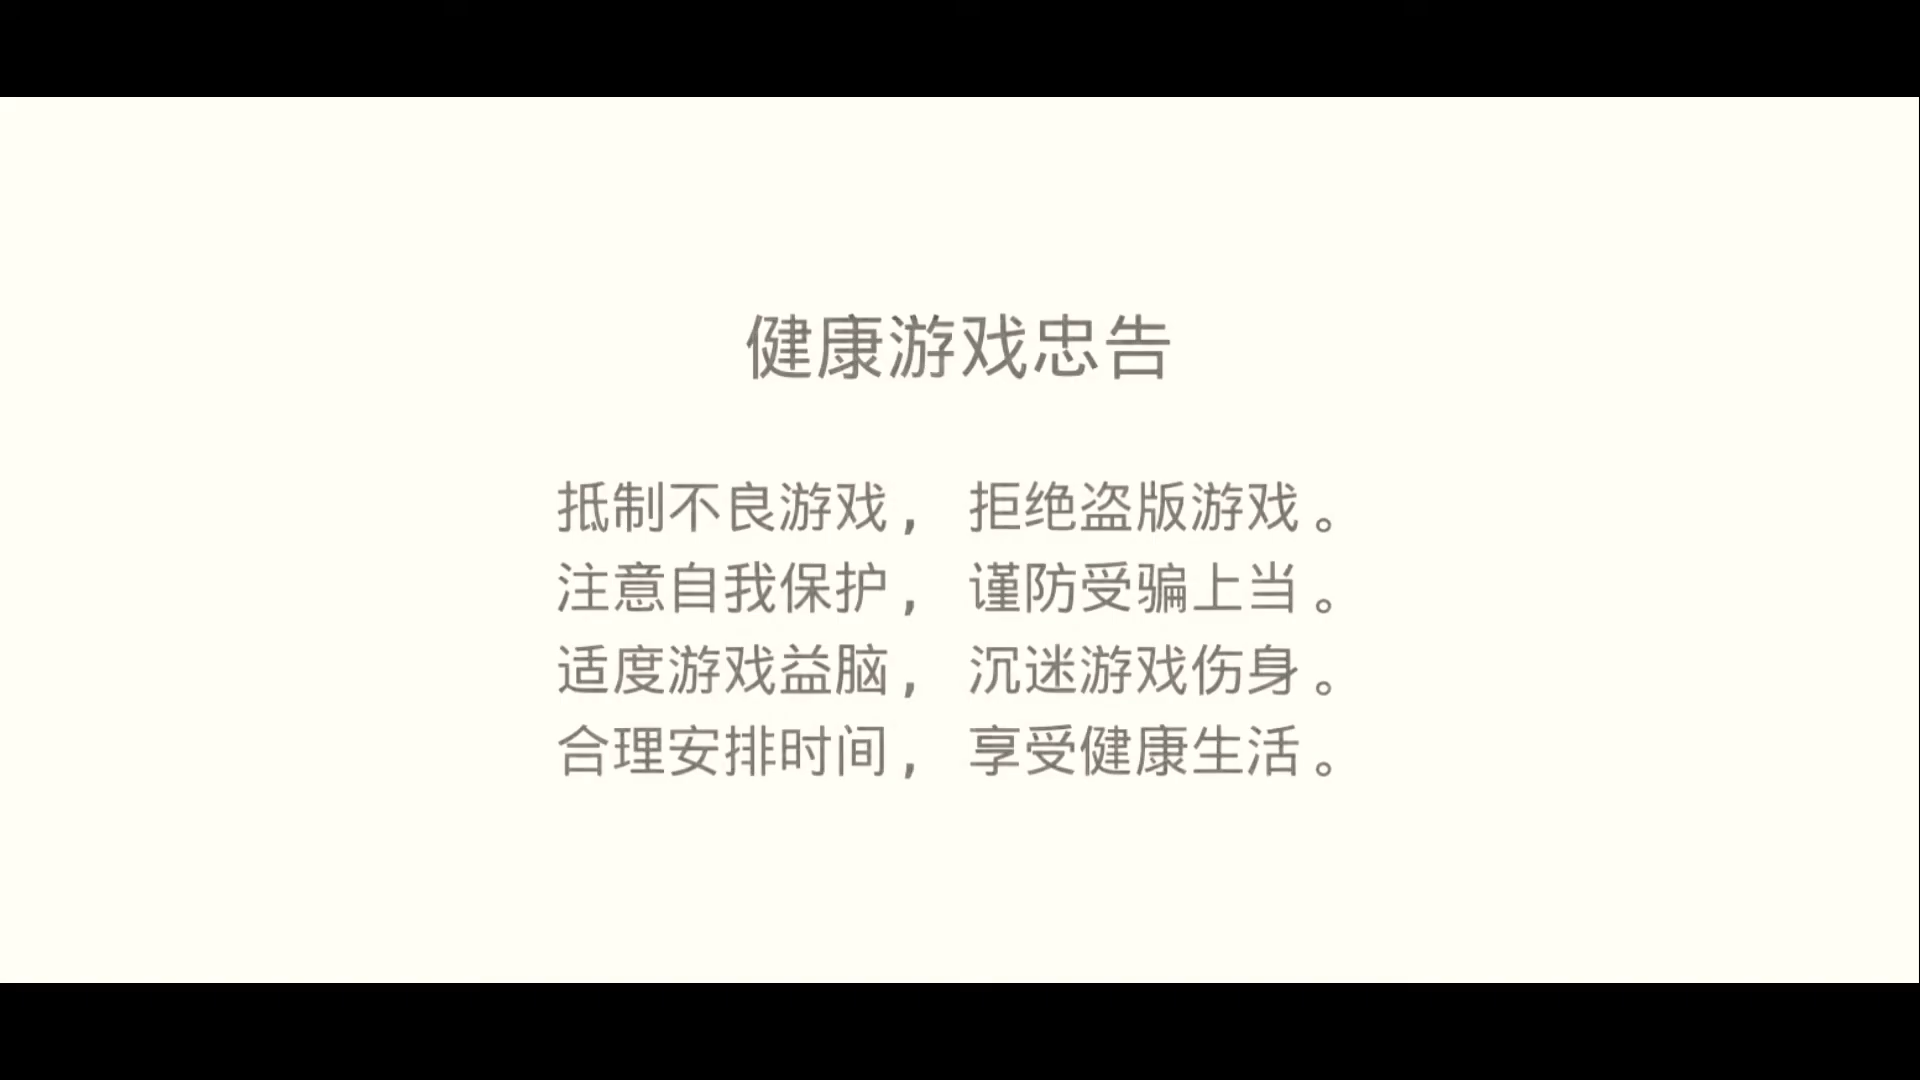 健康游戏忠告
抵制不良游戏, 拒绝盗版游戏。
注意自我保护, 谨防受骗上当。
适度游戏益脑, 沉迷游戏伤身。
合理安排时间, 享受健康生活。